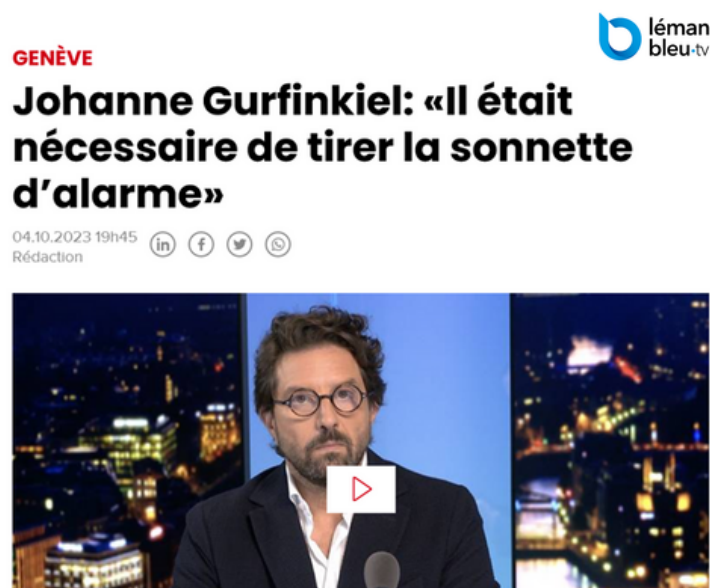 léman
bleu.tv
GENÈVE
Johanne Gurfinkiel: «Il était
nécessaire de tirer la sonnette
d’alarme»
04.10.2023 19h45
Rédaction
in
f